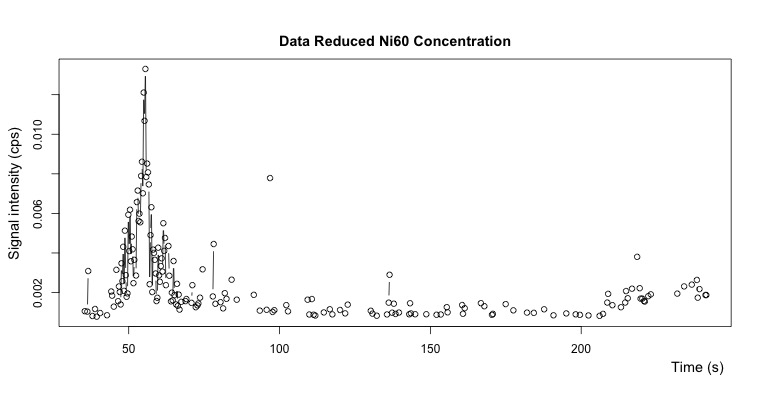 Data Reduced Ni60 Concentration
Signal intensity (cps)
0.010
0.006
0.002
50 100 150 200
Time (s)